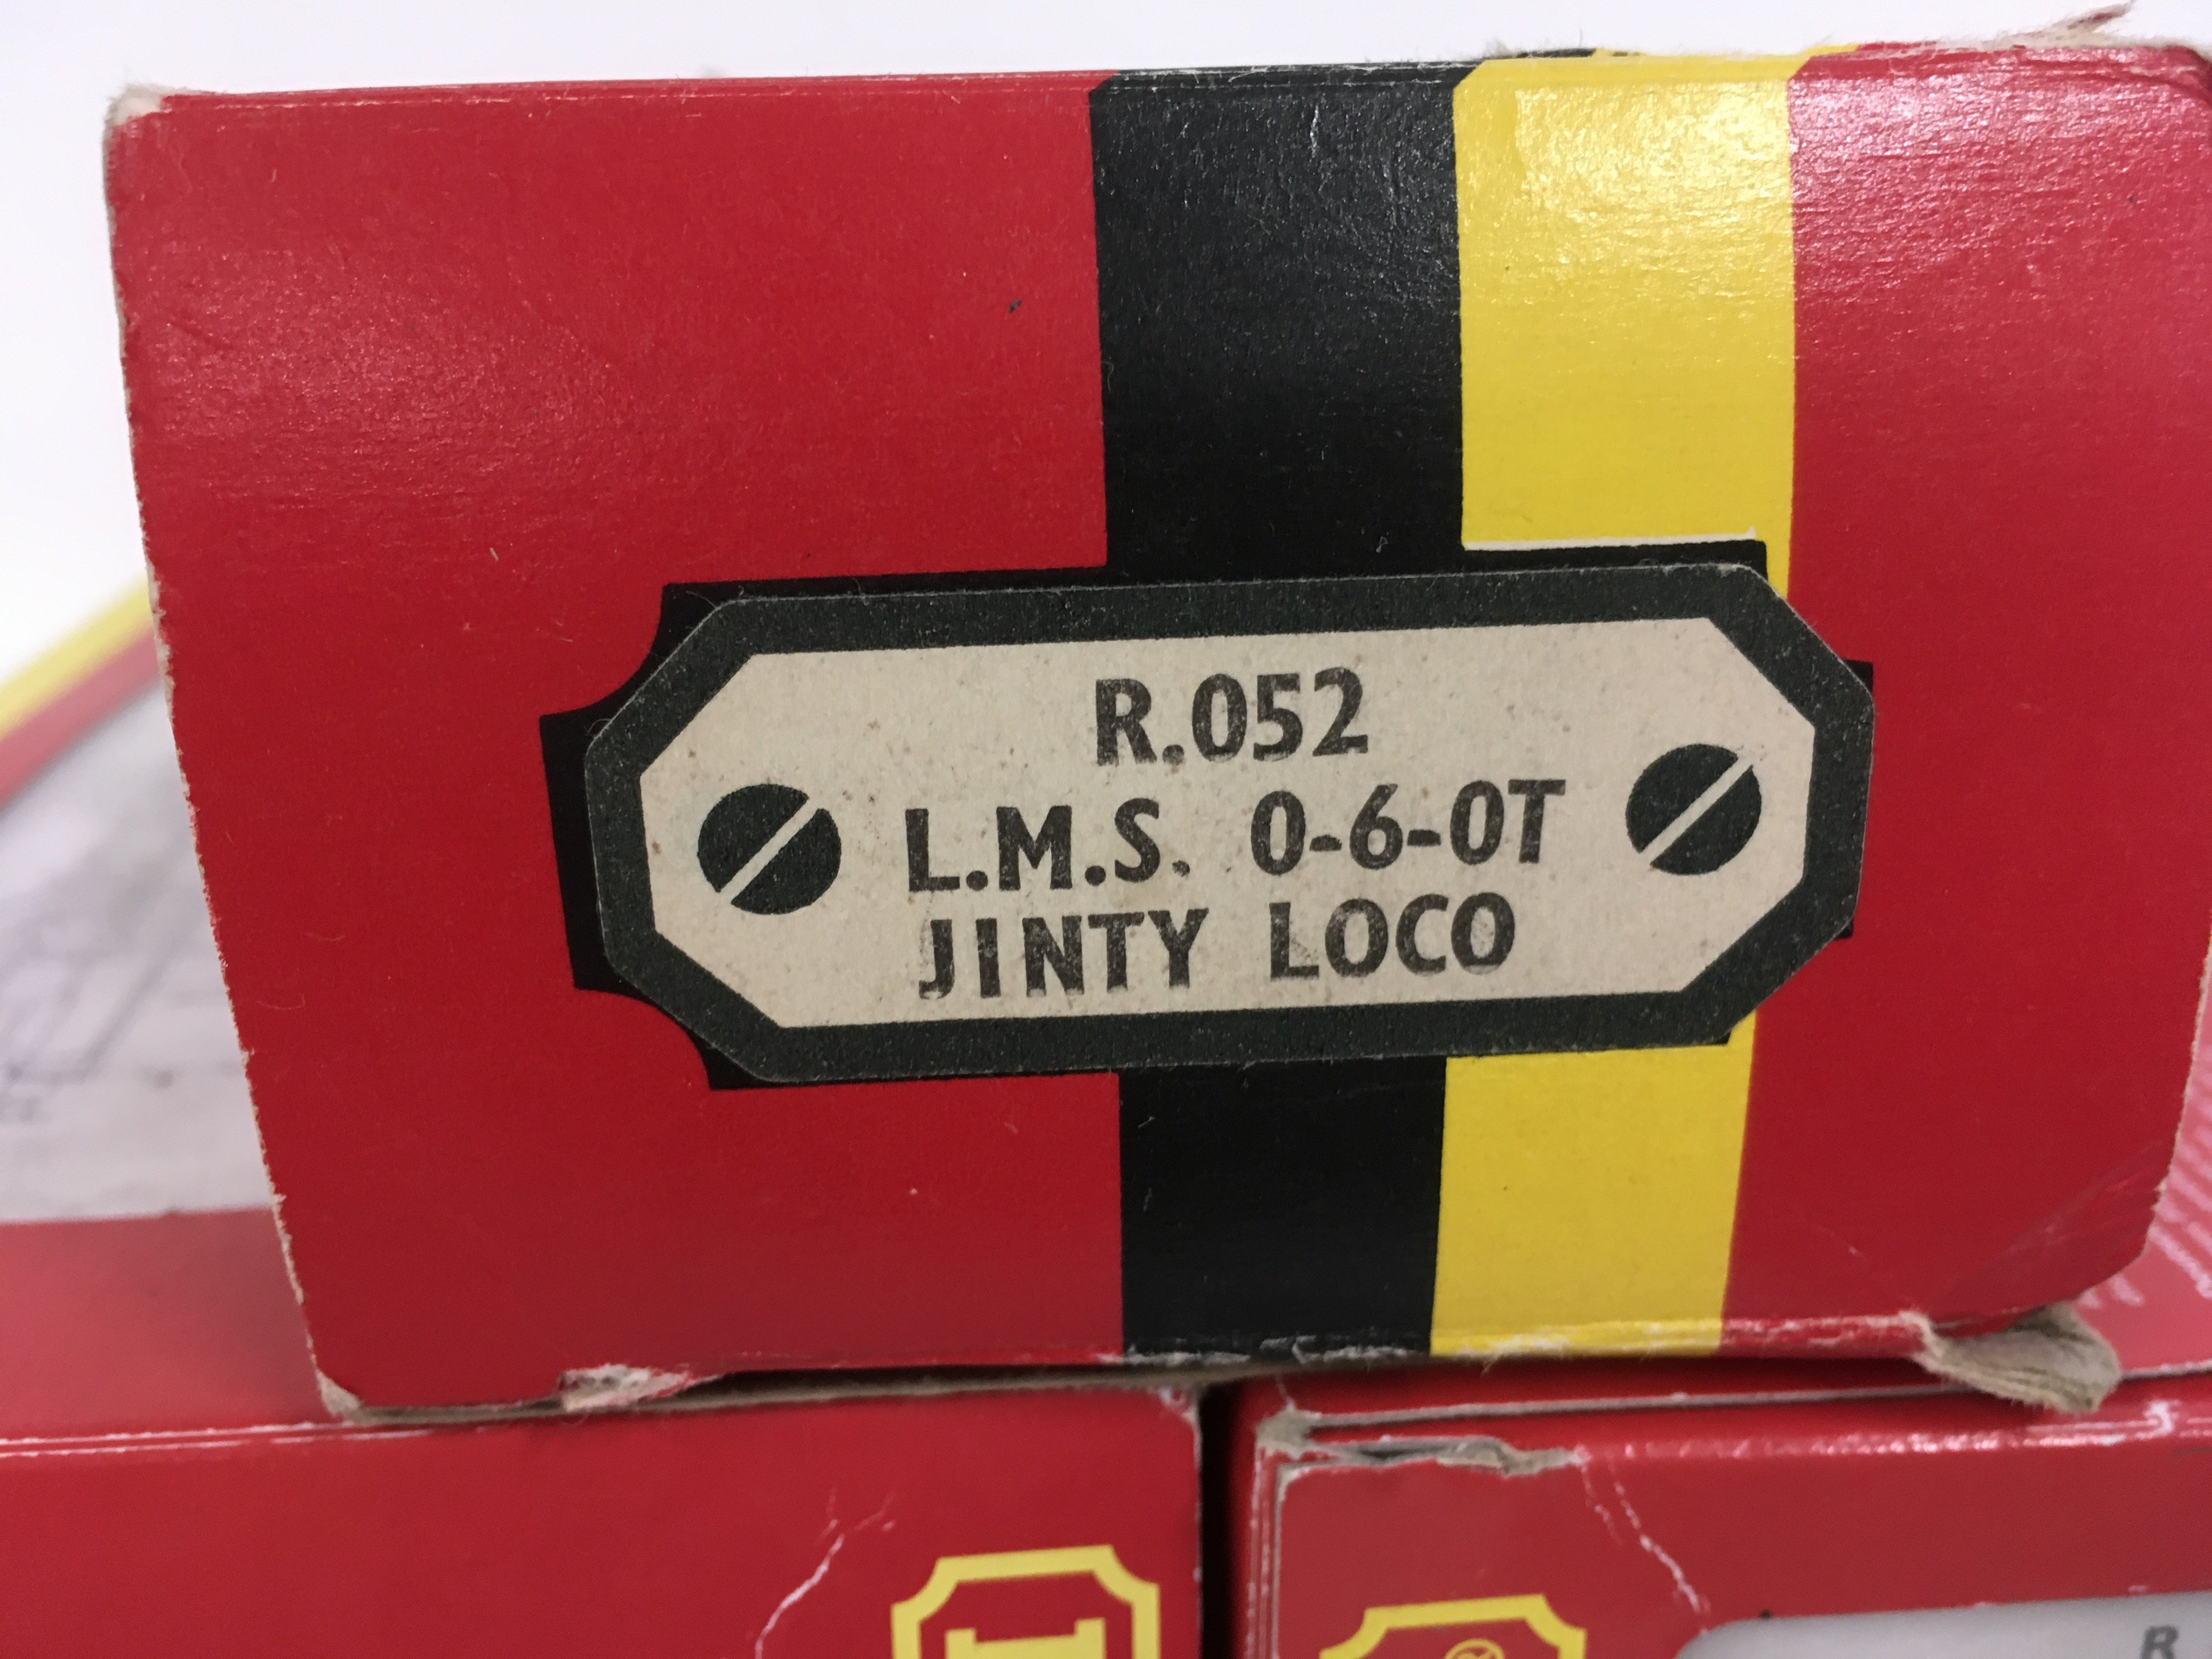 R.052
L.M.S. 0-6-0T
JINTY LOCO
R